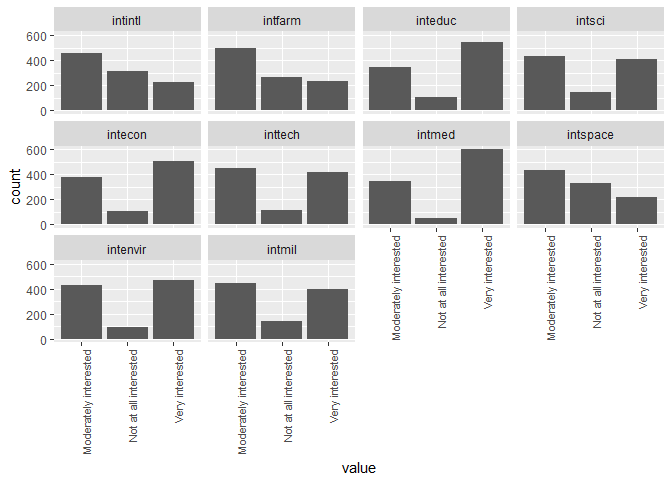 intintl intfarm inteduc intsci
600
400
200
0
intecon inttech intmed intspace
600
400
200
0
count
intenvir intmil
600
400
200
0
Moderately interested
Not at all interested
Very interested
Moderately interested
Not at all interested
Very interested
Moderately interested
Not at all interested
Very interested
Moderately interested
Not at all interested
Very interested
value